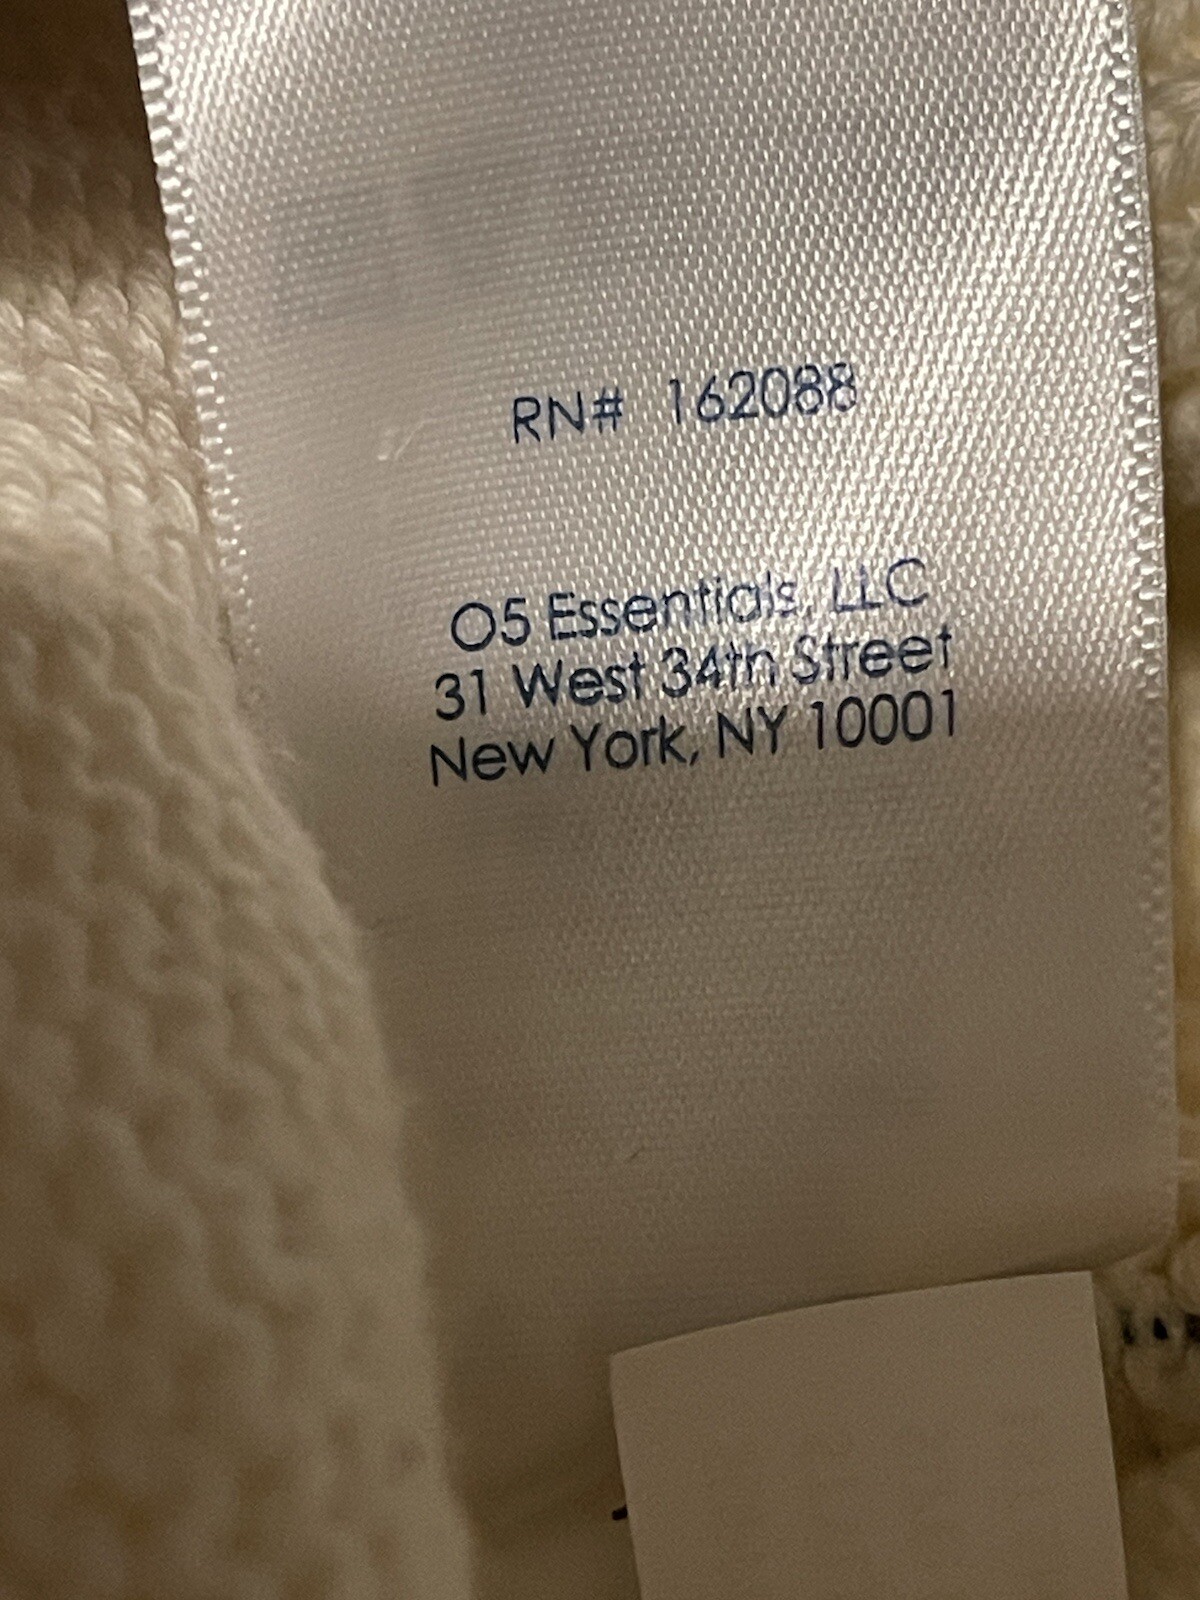 RN# 162088
O5 Essentials, LLC
31 West 34th Street
New York, NY 10001